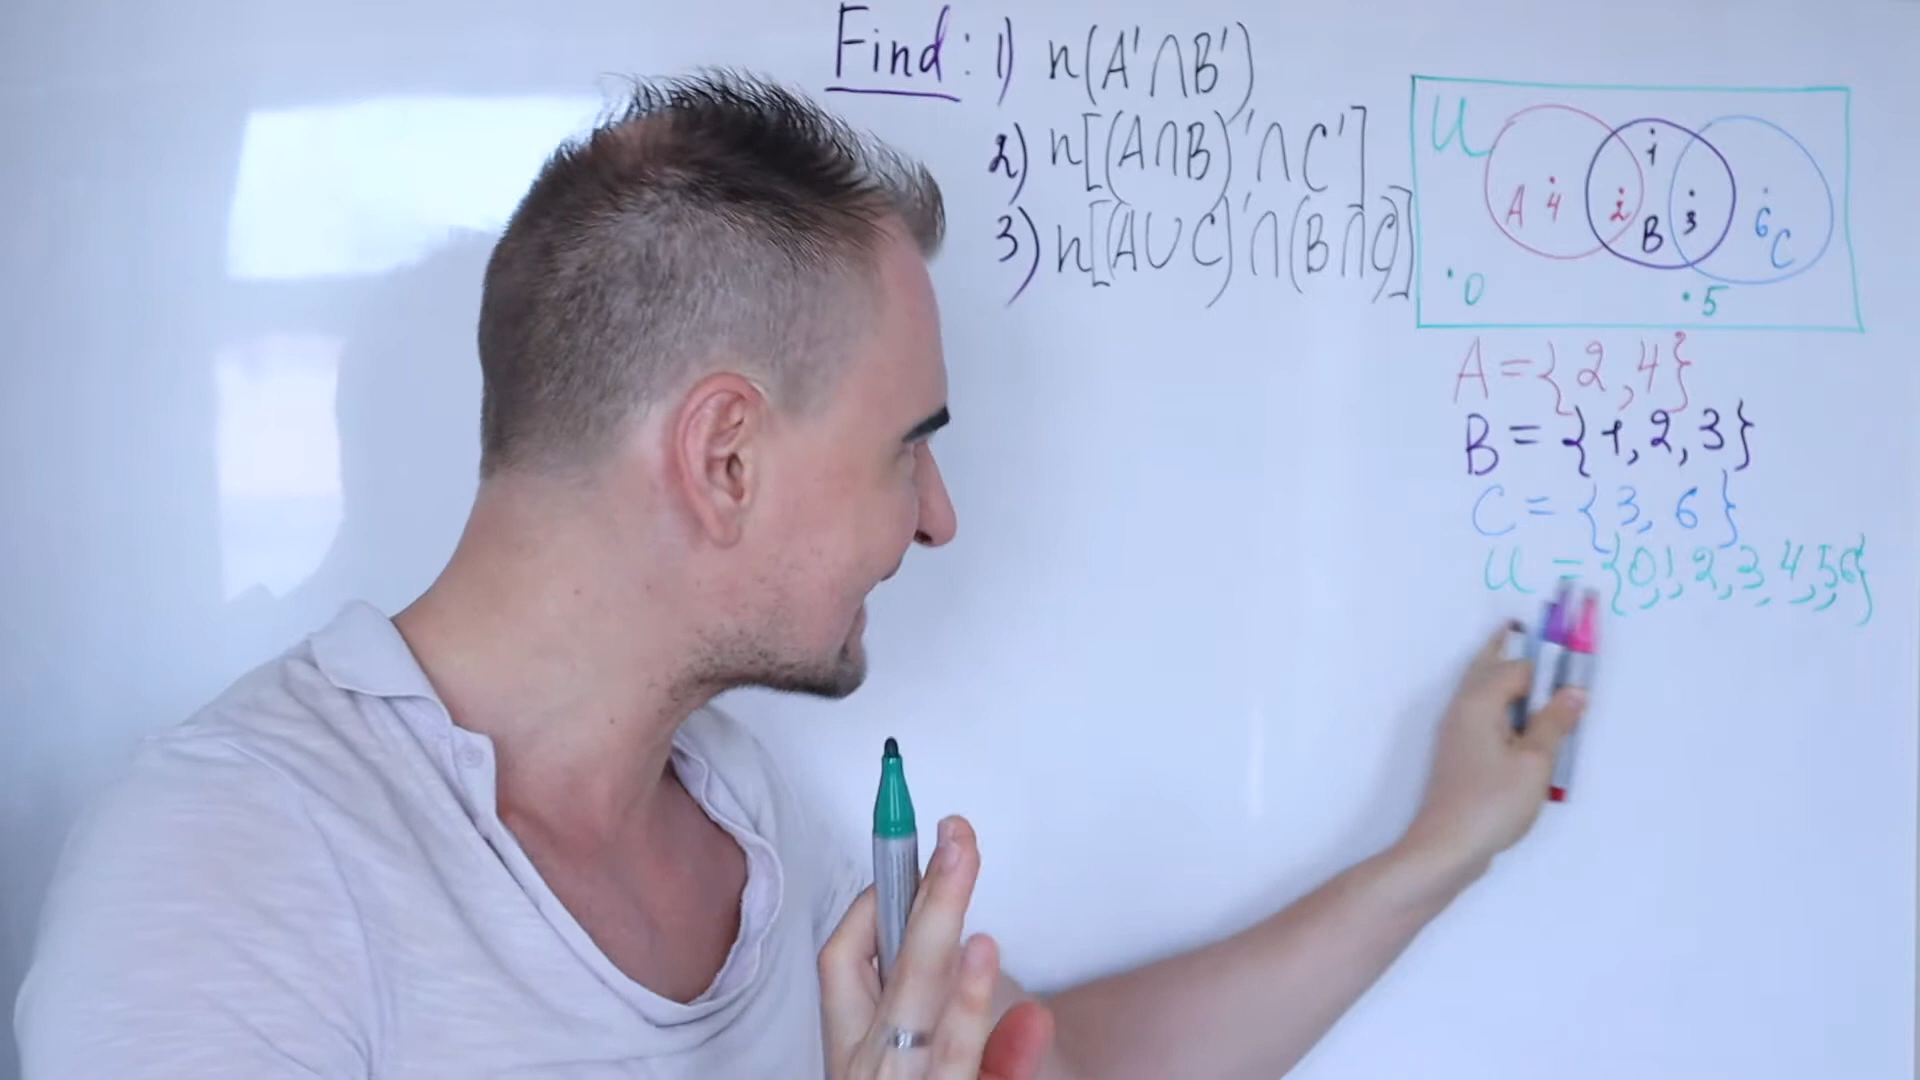 Find: 1) n(A'∩B')
2) n[(A∩B)'∩C']
3) n[(A∪C)'∩(B∩C)]
U
1
A 4 2 B 3 6 C
0 5
A={2,4}
B={1,2,3}
C={3,6}
U={0,1,2,3,4,5,6}